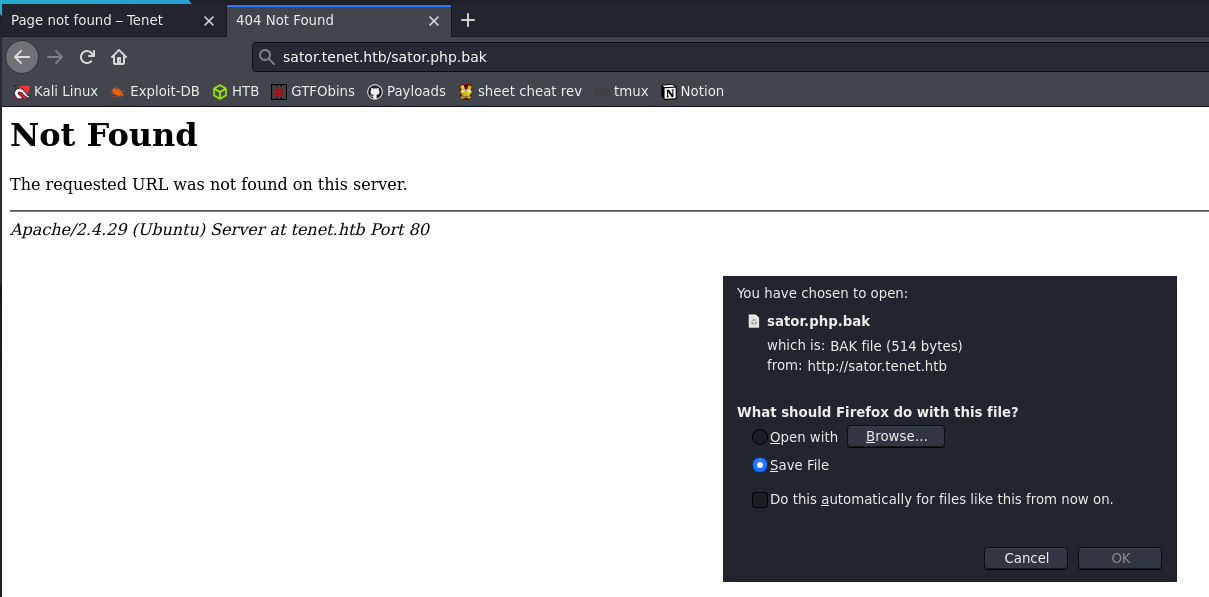 Page not found – Tenet
404 Not Found
sator.tenet.htb/sator.php.bak
Kali Linux Exploit-DB HTB GTFObins Payloads sheet cheat rev tmux Notion
Not Found
The requested URL was not found on this server.
Apache/2.4.29 (Ubuntu) Server at tenet.htb Port 80
You have chosen to open:
sator.php.bak
which is: BAK file (514 bytes)
from: http://sator.tenet.htb
What should Firefox do with this file?
Open with Browse...
Save File
Do this automatically for files like this from now on.
Cancel OK